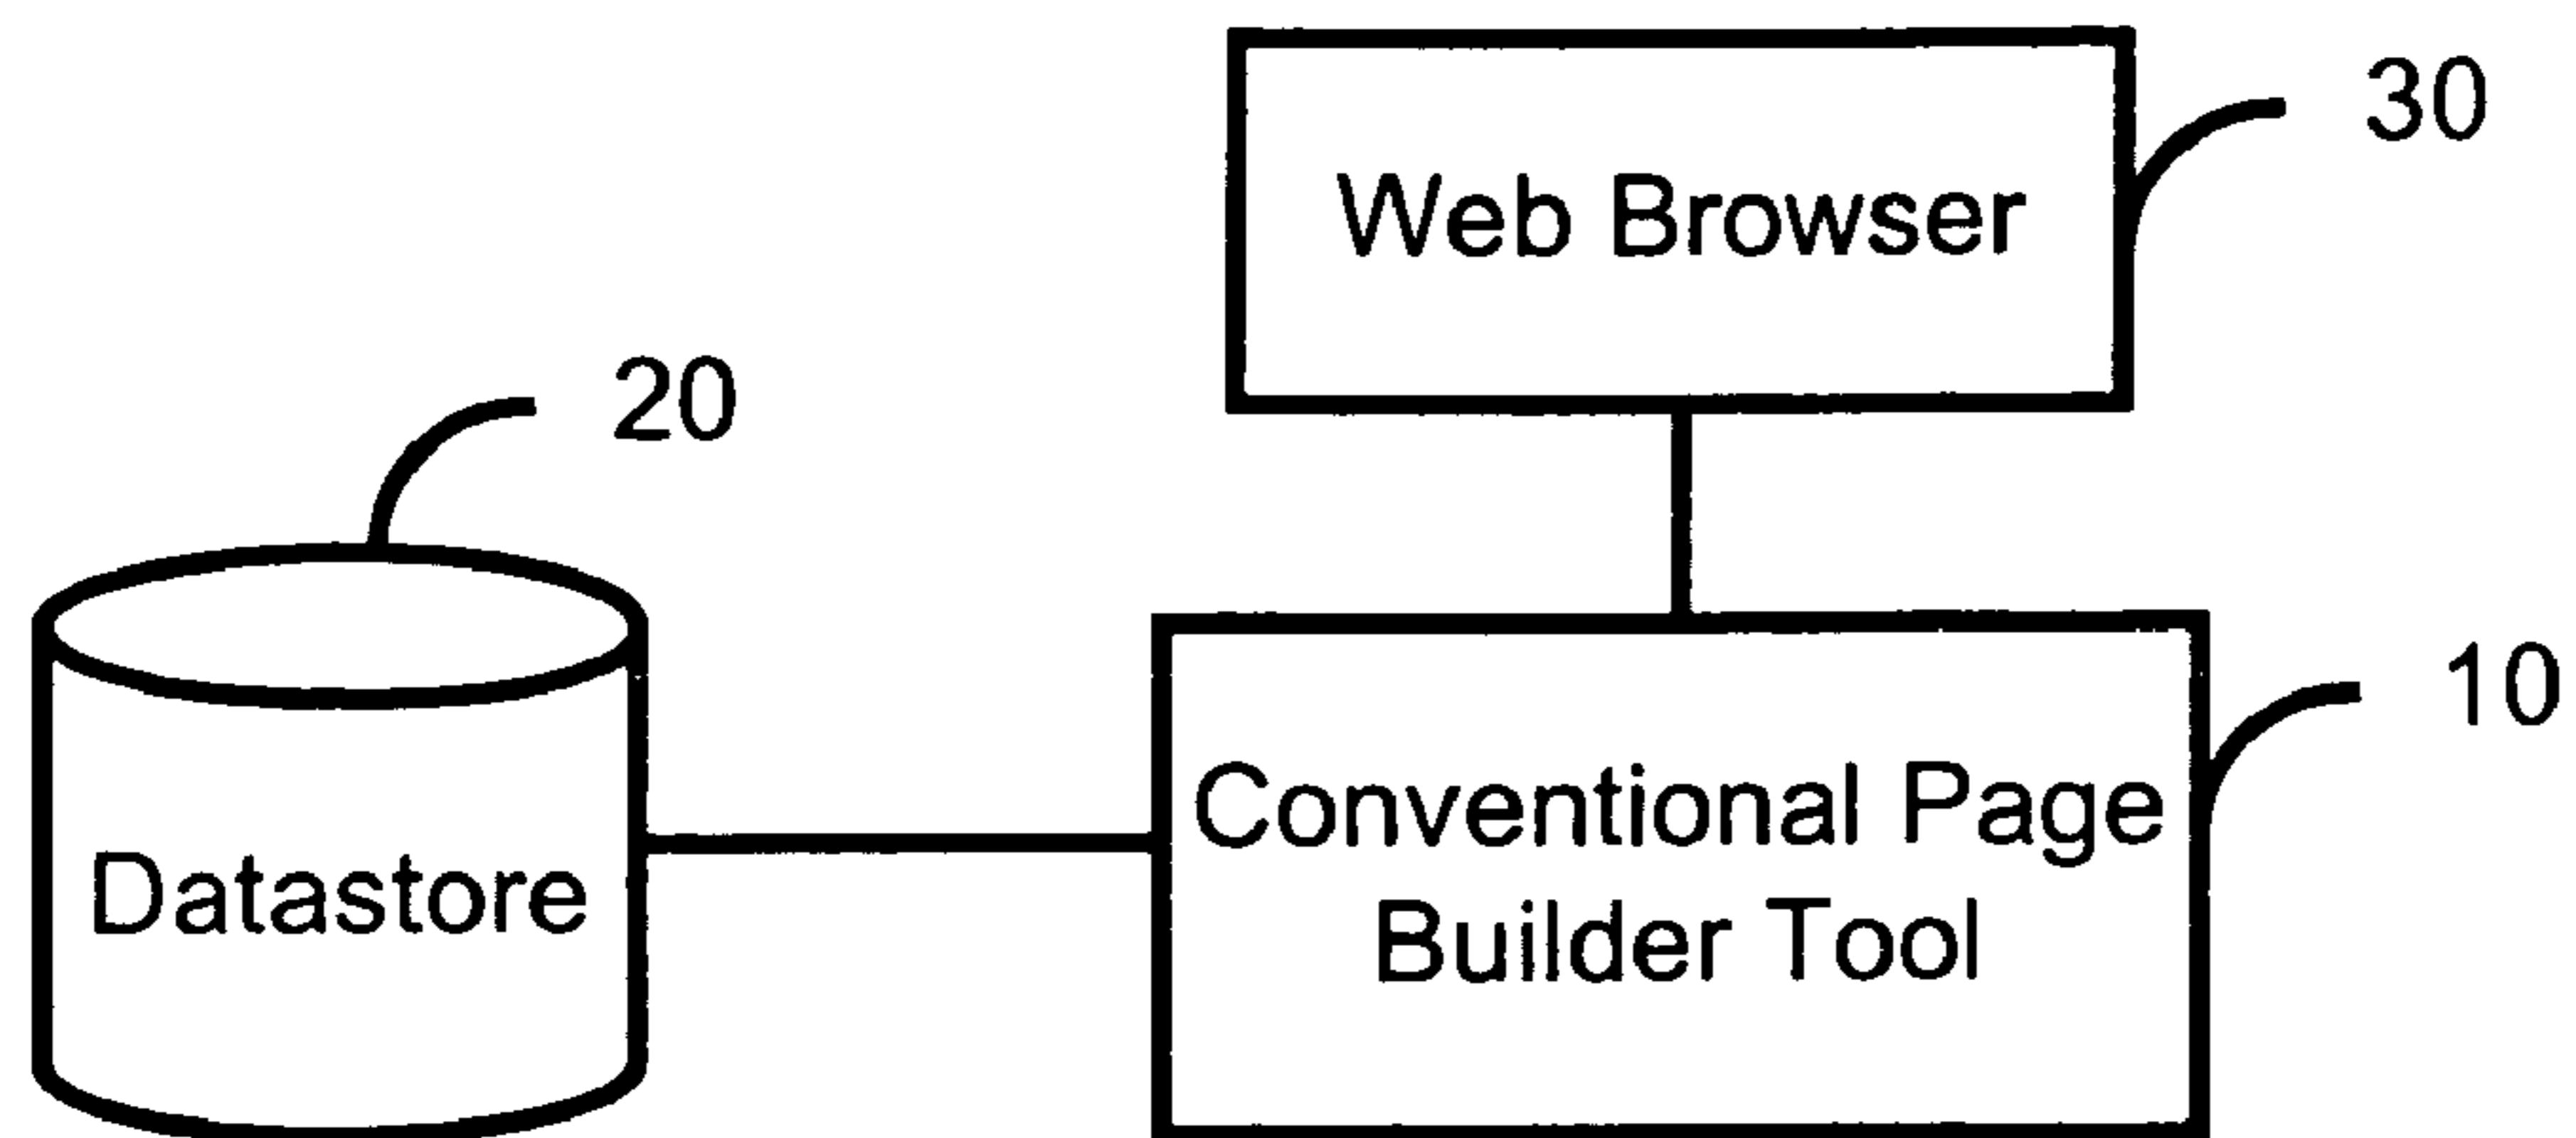 30
Web Browser
20
10
Conventional Page
Builder Tool
Datastore